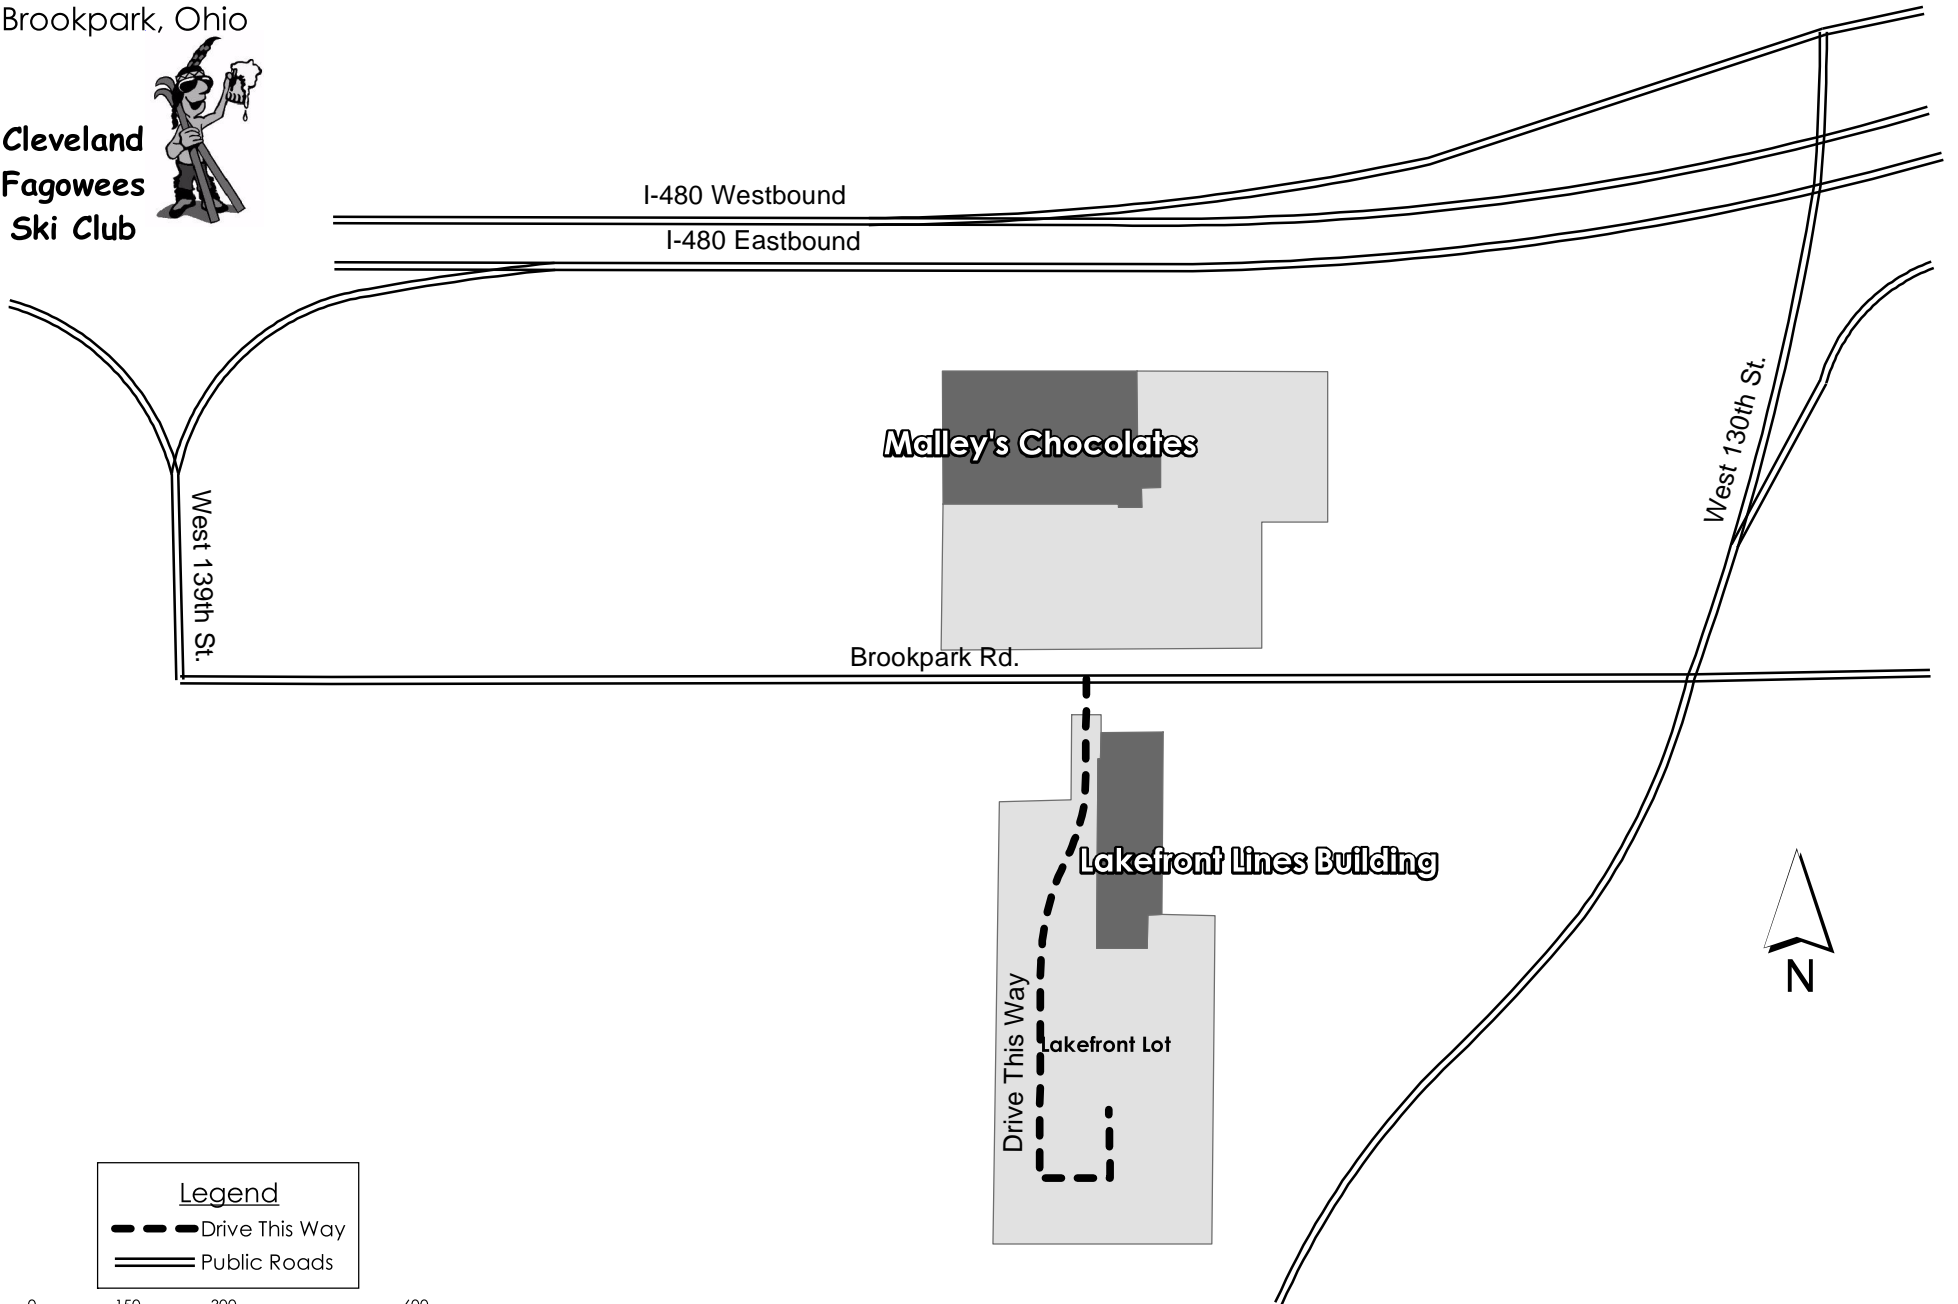 Brookpark, Ohio
Cleveland
Fagowees
Ski Club
I-480 Westbound
I-480 Eastbound
West 130th St.
Malley's Chocolates
West 139th St.
Brookpark Rd.
Lakefront Lines Building
N
Drive This Way
Lakefront Lot
Legend
Drive This Way
Public Roads